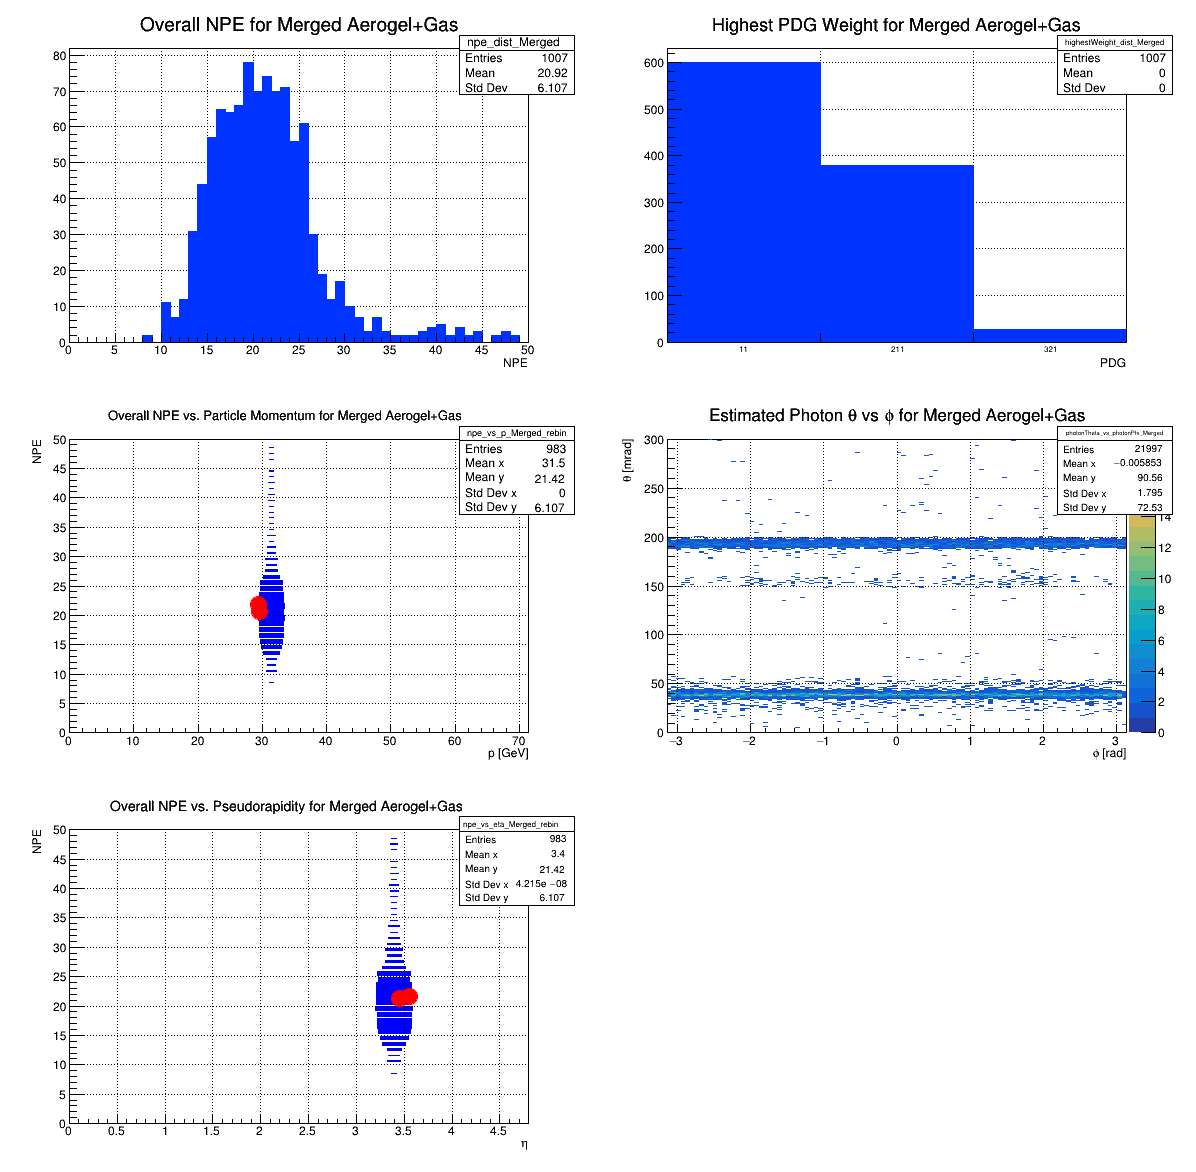 Overall NPE for Merged Aerogel+Gas
npe_dist_Merged
Entries 1007
Mean 20.92
Std Dev 6.107
80
70
60
50
40
30
20
10
0
0 5 10 15 20 25 30 35 40 45 50
NPE
Highest PDG Weight for Merged Aerogel+Gas
highestWeight_dist_Merged
Entries 1007
Mean 0
Std Dev 0
600
500
400
300
200
100
0
11 211 321
PDG
Overall NPE vs. Particle Momentum for Merged Aerogel+Gas
npe_vs_p_Merged_rebin
Entries 983
Mean x 31.5
Mean y 21.42
Std Dev x 0
Std Dev y 6.107
NPE
50
45
40
35
30
25
20
15
10
5
0
0 10 20 30 40 50 60 70
p [GeV]
Estimated Photon θ vs ϕ for Merged Aerogel+Gas
photonTheta_vs_photonPhi_Merged
Entries 21997
Mean x −0.005853
Mean y 90.56
Std Dev x 1.795
Std Dev y 72.53
θ [mrad]
300
250
200
150
100
50
0
−3 −2 −1 0 1 2 3
ϕ [rad]
14
12
10
8
6
4
2
0
Overall NPE vs. Pseudorapidity for Merged Aerogel+Gas
npe_vs_eta_Merged_rebin
Entries 983
Mean x 3.4
Mean y 21.42
Std Dev x 4.215e −08
Std Dev y 6.107
NPE
50
45
40
35
30
25
20
15
10
5
0
0 0.5 1 1.5 2 2.5 3 3.5 4 4.5
η